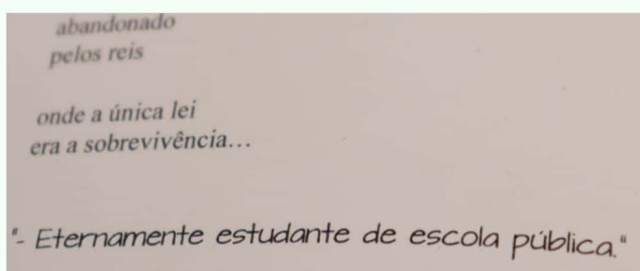 abandonado
pelos reis
onde a única lei
era a sobrevivência...
"- Eternamente estudante de escola pública."